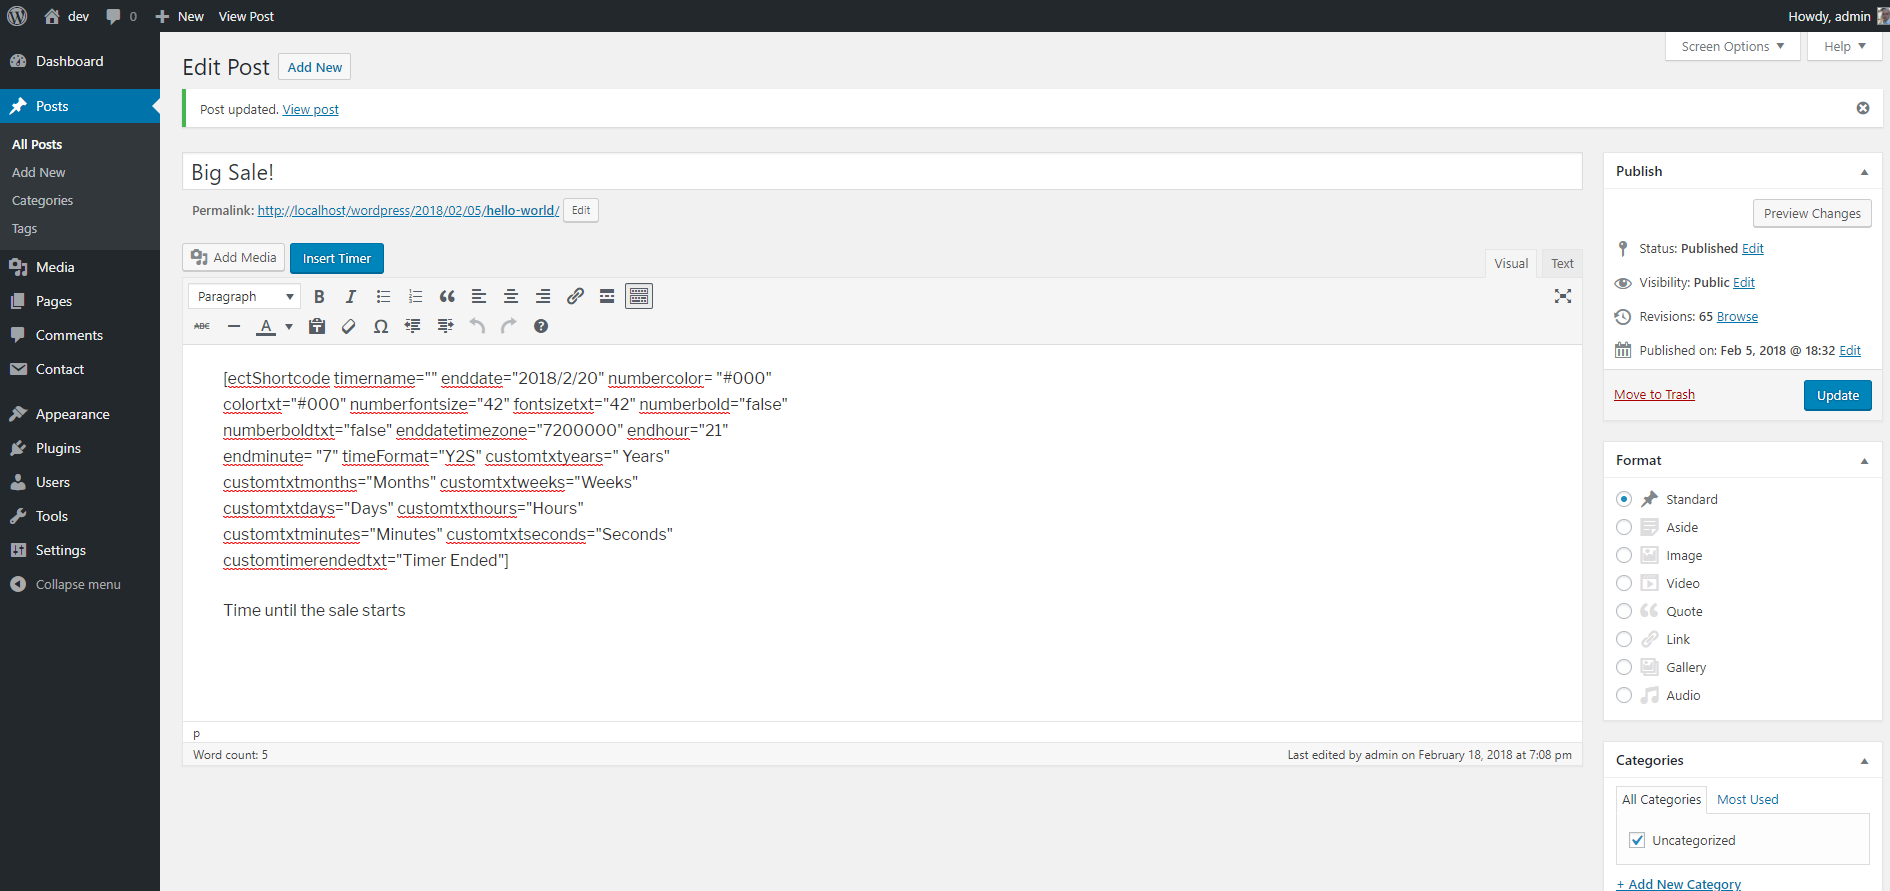 dev 0 New View Post Howdy, admin
Dashboard
Posts
All Posts
Add New
Categories
Tags
Media
Pages
Comments
Contact
Appearance
Plugins
Users
Tools
Settings
Collapse menu
Screen Options Help
Edit Post Add New
Post updated. View post
Big Sale!
Permalink: http://localhost/wordpress/2018/02/05/hello-world/ Edit
Add Media Insert Timer
Visual Text
Paragraph B I
ABC A Ω
[ectShortcode timername="" enddate="2018/2/20" numbercolor= "#000"
colortxt="#000" numberfontsize="42" fontsizetxt="42" numberbold="false"
numberboldtxt="false" enddatetimezone="7200000" endhour="21"
endminute= "7" timeFormat="Y2S" customtxtyears=" Years"
customtxtmonths="Months" customtxtweeks="Weeks"
customtxtdays="Days" customtxthours="Hours"
customtxtminutes="Minutes" customtxtseconds="Seconds"
customtimerendedtxt="Timer Ended"]
Time until the sale starts
p
Word count: 5 Last edited by admin on February 18, 2018 at 7:08 pm
Publish
Preview Changes
Status: Published Edit
Visibility: Public Edit
Revisions: 65 Browse
Published on: Feb 5, 2018 @ 18:32 Edit
Move to Trash Update
Format
Standard
Aside
Image
Video
Quote
Link
Gallery
Audio
Categories
All Categories Most Used
Uncategorized
+ Add New Category